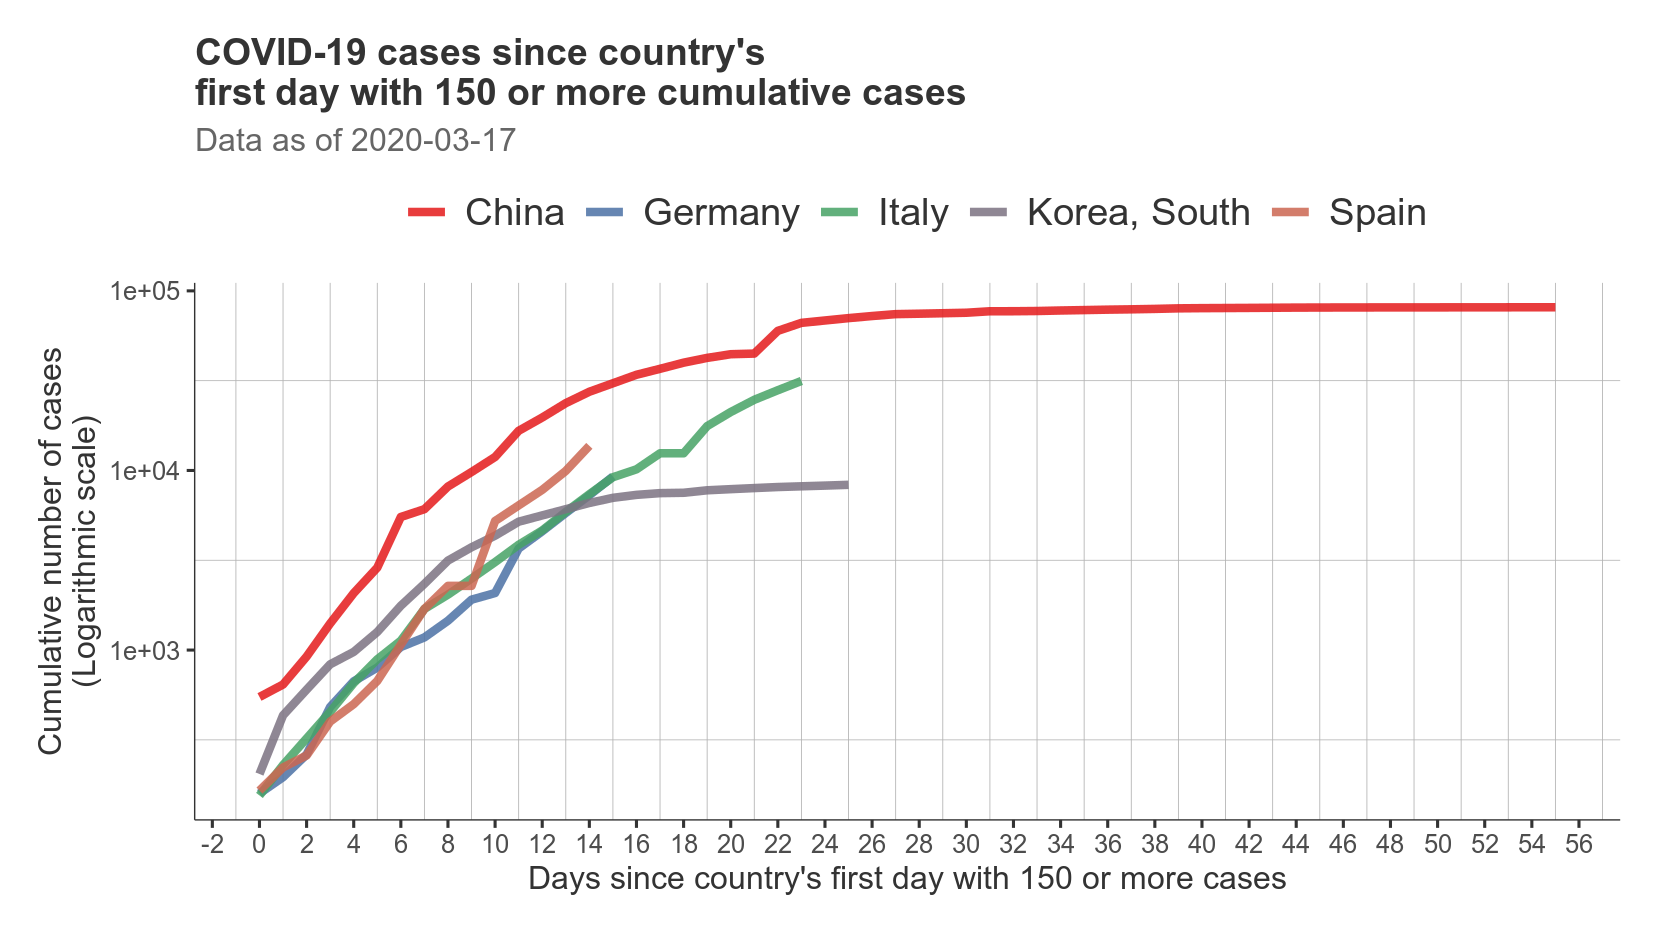 COVID-19 cases since country's
first day with 150 or more cumulative cases
Data as of 2020-03-17
China Germany Italy Korea, South Spain
Cumulative number of cases
(Logarithmic scale)
1e+05
1e+04
1e+03
-2 0 2 4 6 8 10 12 14 16 18 20 22 24 26 28 30 32 34 36 38 40 42 44 46 48 50 52 54 56
Days since country's first day with 150 or more cases